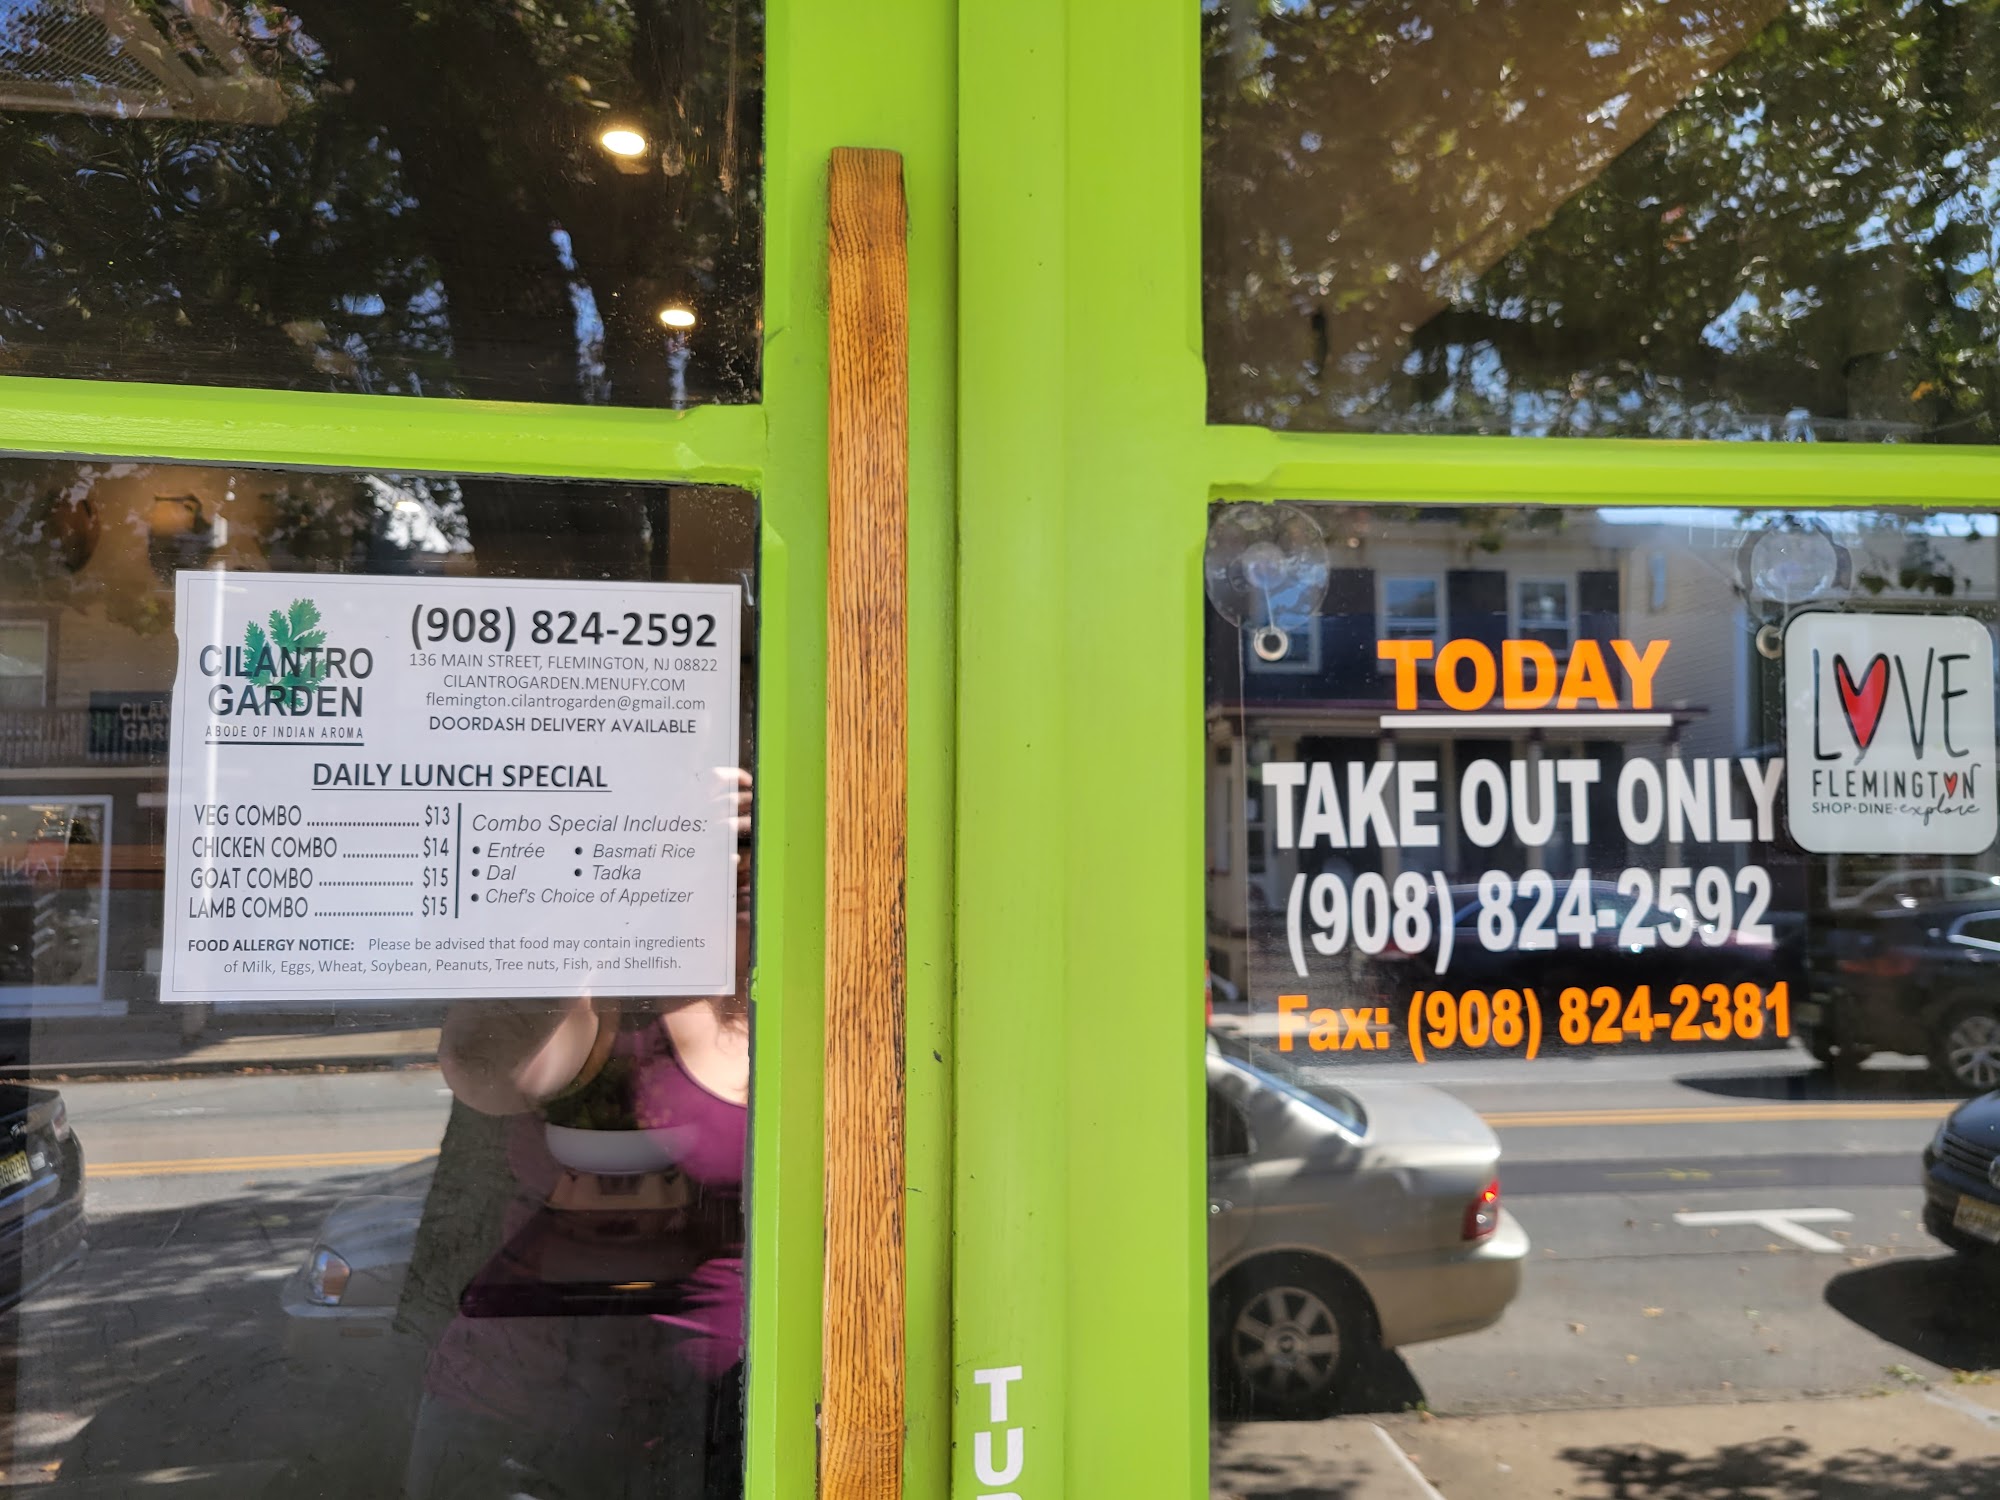 CILANTRO
GARDEN
ABODE OF INDIAN AROMA
(908) 824-2592
136 MAIN STREET, FLEMINGTON, NJ 08822
CILANTROGARDEN.MENUFY.COM
flemington.cilantrogarden@gmail.com
DOORDASH DELIVERY AVAILABLE
DAILY LUNCH SPECIAL
VEG COMBO ........................ $13
CHICKEN COMBO ................ $14
GOAT COMBO .................... $15
LAMB COMBO ..................... $15
Combo Special Includes:
• Entrée • Basmati Rice
• Dal • Tadka
• Chef's Choice of Appetizer
FOOD ALLERGY NOTICE: Please be advised that food may contain ingredients
of Milk, Eggs, Wheat, Soybean, Peanuts, Tree nuts, Fish, and Shellfish.
TODAY
TAKE OUT ONLY
(908) 824-2592
Fax: (908) 824-2381
LOVE
FLEMINGTON
SHOP·DINE·explore
T
U